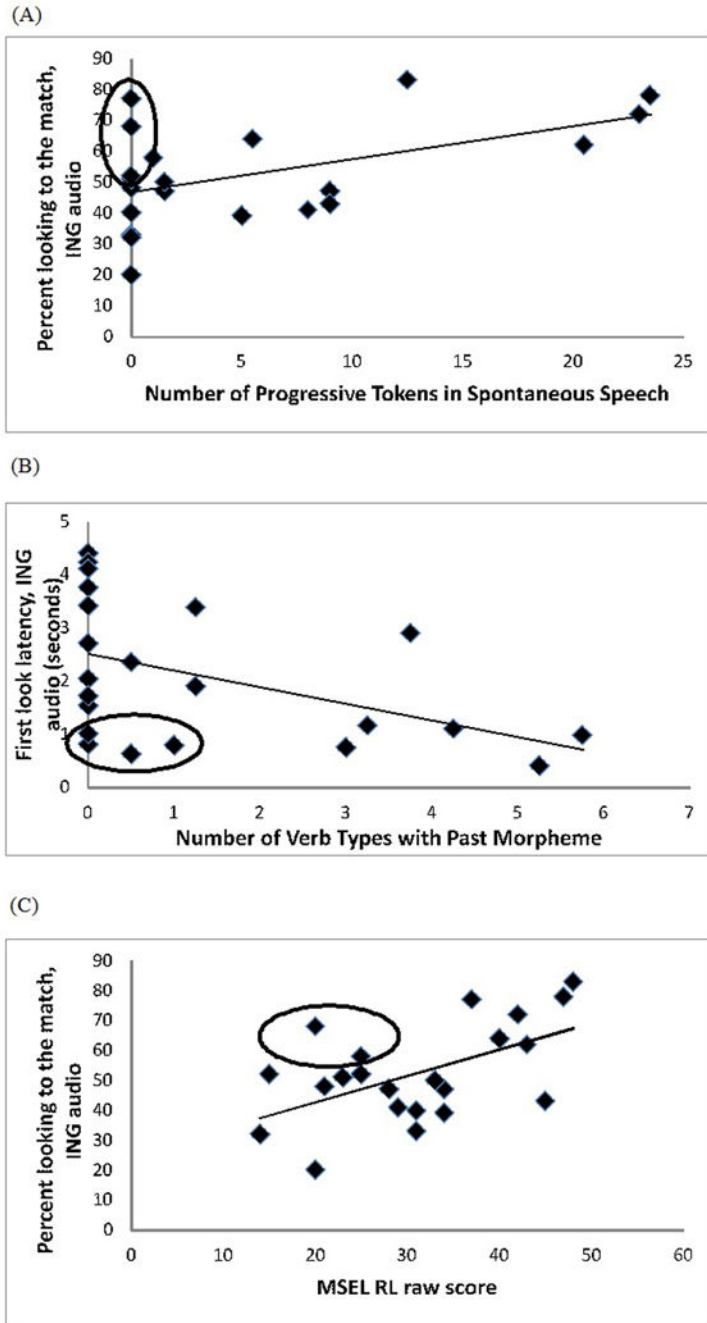 (A)
Percent looking to the match,
ING audio
90
80
70
60
50
40
30
20
10
0
0 5 10 15 20 25
Number of Progressive Tokens in Spontaneous Speech
(B)
First look latency, ING
audio (seconds)
5
4
3
2
1
0
0 1 2 3 4 5 6 7
Number of Verb Types with Past Morpheme
(C)
Percent looking to the match,
ING audio
90
80
70
60
50
40
30
20
10
0
0 10 20 30 40 50 60
MSEL RL raw score